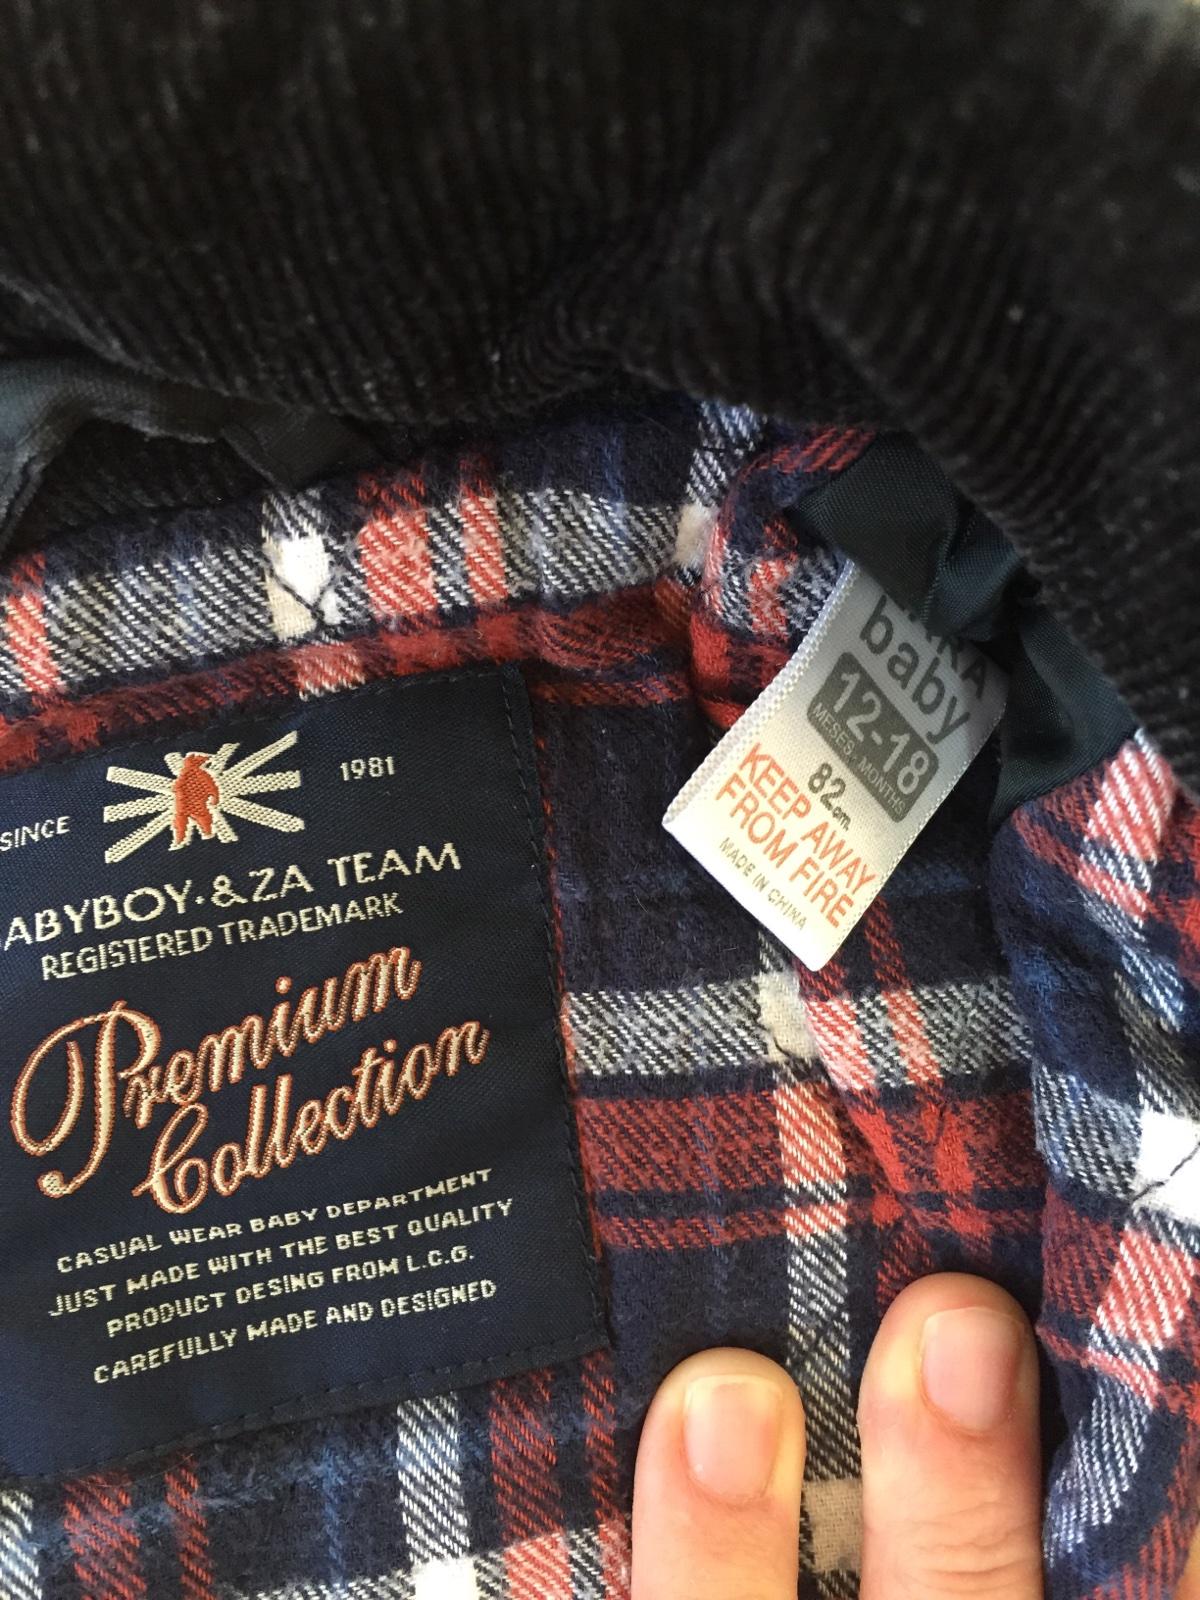 SINCE 1981
ABYBOY·&ZA TEAM
REGISTERED TRADEMARK
Premium
Collection
CASUAL WEAR BABY DEPARTMENT
JUST MADE WITH THE BEST QUALITY
PRODUCT DESING FROM L.C.G.
CAREFULLY MADE AND DESIGNED
baby
12-18
MESES. MONTHS
82cm.
KEEP AWAY
FROM FIRE
MADE IN CHINA